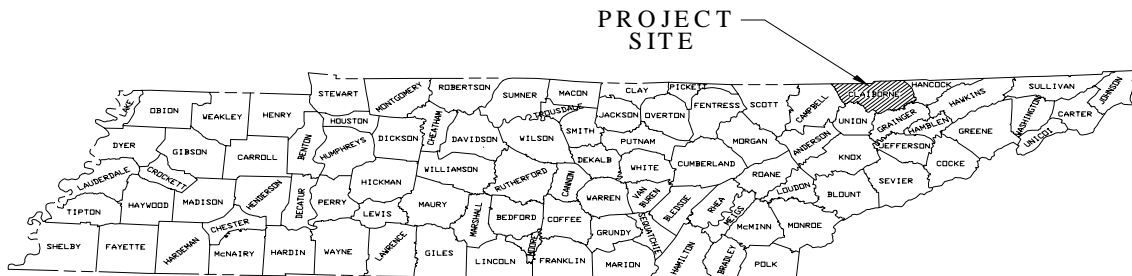 PROJECT
SITE
LAKE
OBION
WEAKLEY
HENRY
STEWART
MONTGOMERY
ROBERTSON
SUMNER
MACON
TROUSDALE
CLAY
PICKETT
FENTRESS
SCOTT
CAMPBELL
CLAIBORNE
HANCOCK
HAWKINS
SULLIVAN
JOHNSON
DYER
GIBSON
CARROLL
BENTON
HOUSTON
HUMPHREYS
DICKSON
CHEATHAM
DAVIDSON
WILSON
SMITH
JACKSON
OVERTON
PUTNAM
MORGAN
ANDERSON
UNION
GRAINGER
HAMBLEN
JEFFERSON
GREENE
WASHINGTON
UNICOI
CARTER
LAUDERDALE
CROCKETT
HAYWOOD
MADISON
HENDERSON
DECATUR
PERRY
HICKMAN
WILLIAMSON
RUTHERFORD
CANNON
DEKALB
WHITE
CUMBERLAND
ROANE
KNOX
SEVIER
COCKE
TIPTON
CHESTER
LEWIS
MAURY
MARSHALL
BEDFORD
COFFEE
WARREN
VAN
BUREN
BLEDSOE
RHEA
MEIGS
LOUDON
BLOUNT
MONROE
McMINN
SHELBY
FAYETTE
HARDEMAN
McNAIRY
HARDIN
WAYNE
LAWRENCE
GILES
LINCOLN
MOORE
FRANKLIN
GRUNDY
SEQUATCHIE
MARION
HAMILTON
BRADLEY
POLK